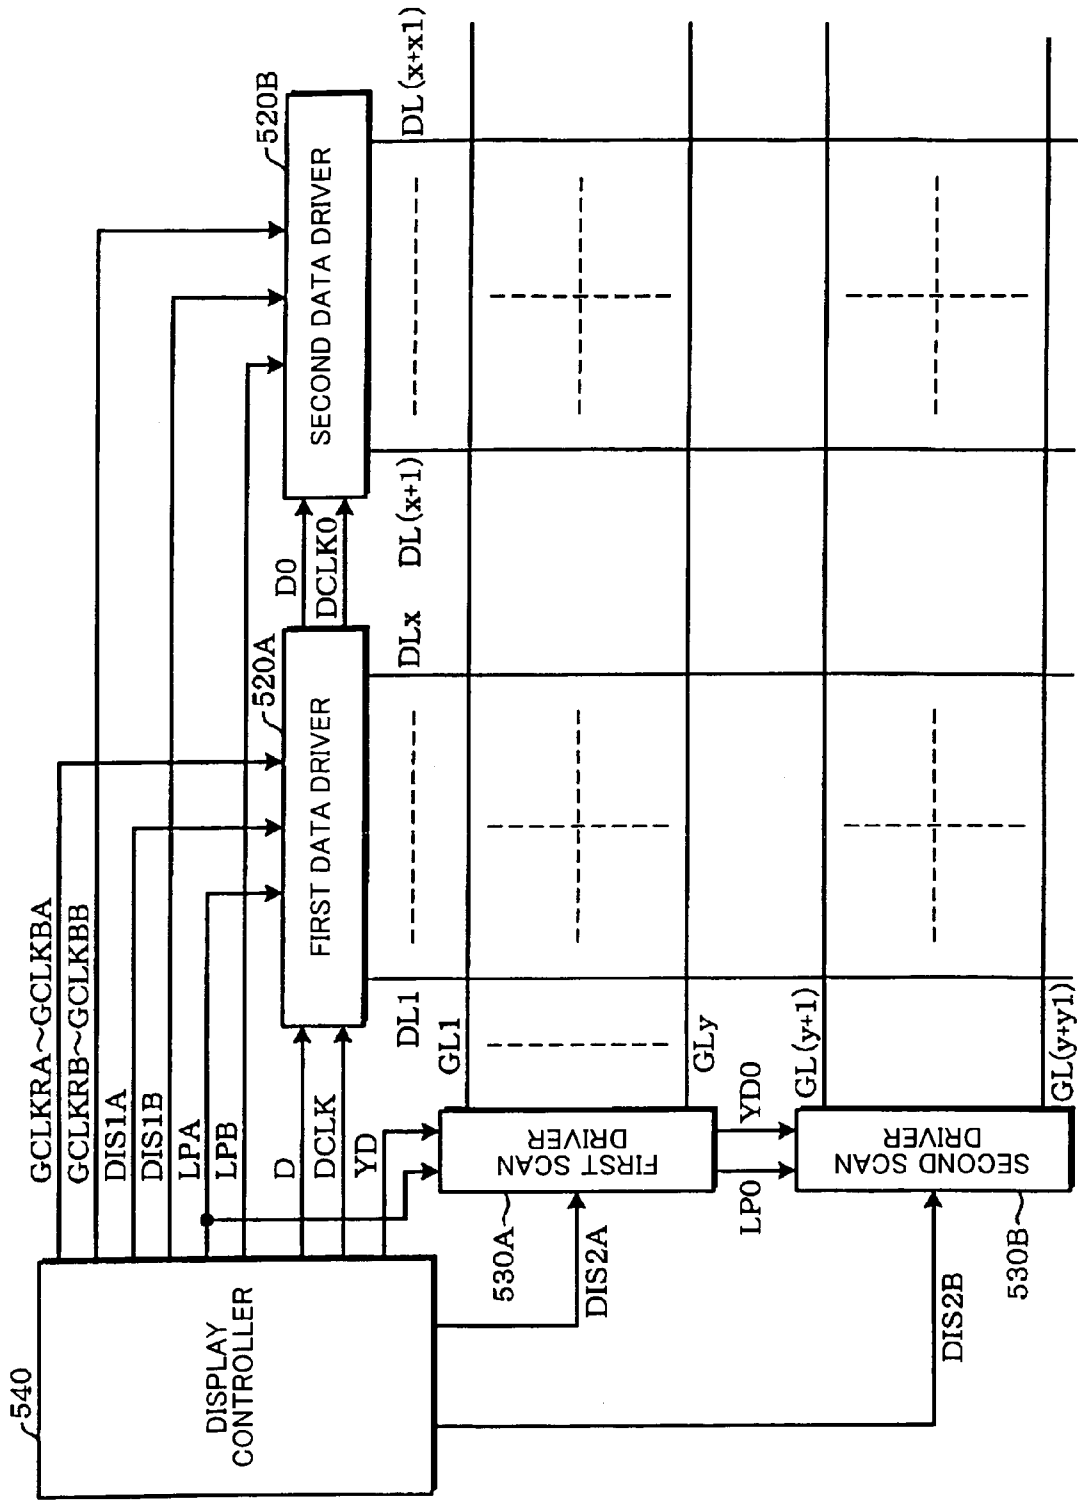 540
DISPLAY
CONTROLLER
GCLKRA~GCLKBA
GCLKRB~GCLKBB
DIS1A
DIS1B
LPA
LPB
D
DCLK
YD
520A
FIRST DATA DRIVER
D0
DCLK0
520B
SECOND DATA DRIVER
DL1
DLx
DL(x+1)
DL(x+x1)
GL1
GLy
GL(y+1)
GL(y+y1)
530A
FIRST SCAN
DRIVER
DIS2A
LP0
YD0
530B
SECOND SCAN
DRIVER
DIS2B